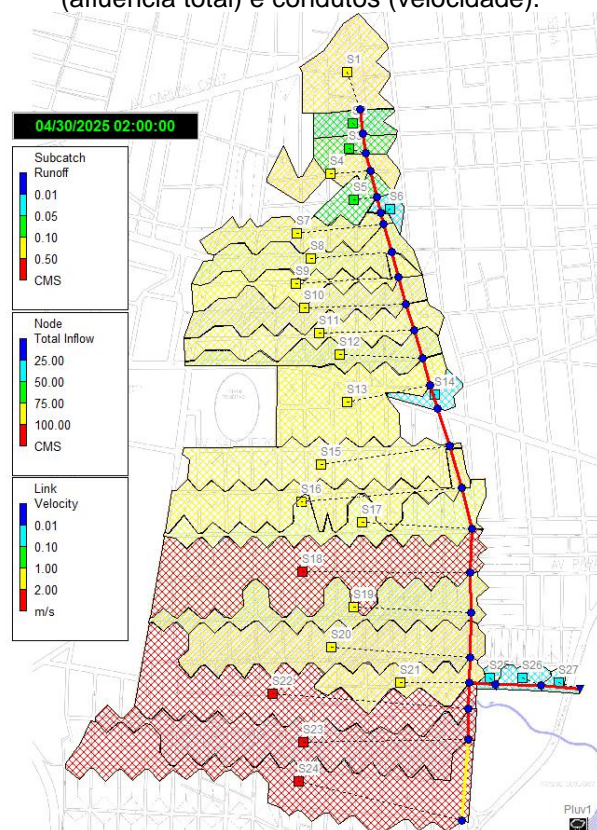 (afluência total) e condutos (velocidade).
S1
04/30/2025 02:00:00
Subcatch
Runoff
0.01
0.05
0.10
0.50
CMS
S4
S5
S6
S7
S8
S9
S10
S11
S12
S13
S14
Node
Total Inflow
25.00
50.00
75.00
100.00
CMS
S15
S16
S17
Link
Velocity
0.01
0.10
1.00
2.00
m/s
S18
S19
S20
S21
S22
S23
S24
S25
S26
S27
Pluv1